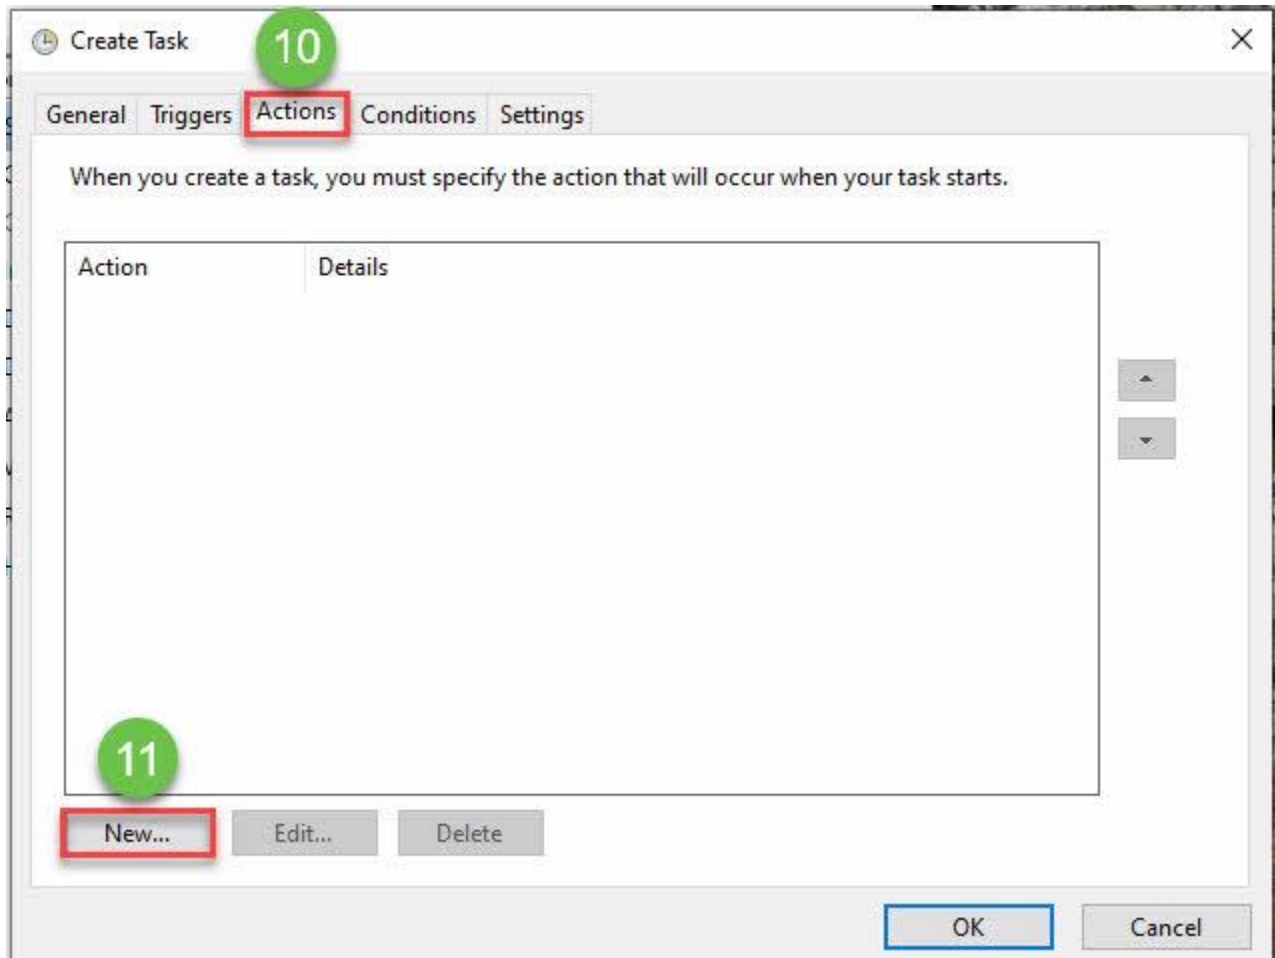 Create Task
10
General Triggers Actions Conditions Settings
When you create a task, you must specify the action that will occur when your task starts.
Action Details
11
New... Edit... Delete
OK Cancel